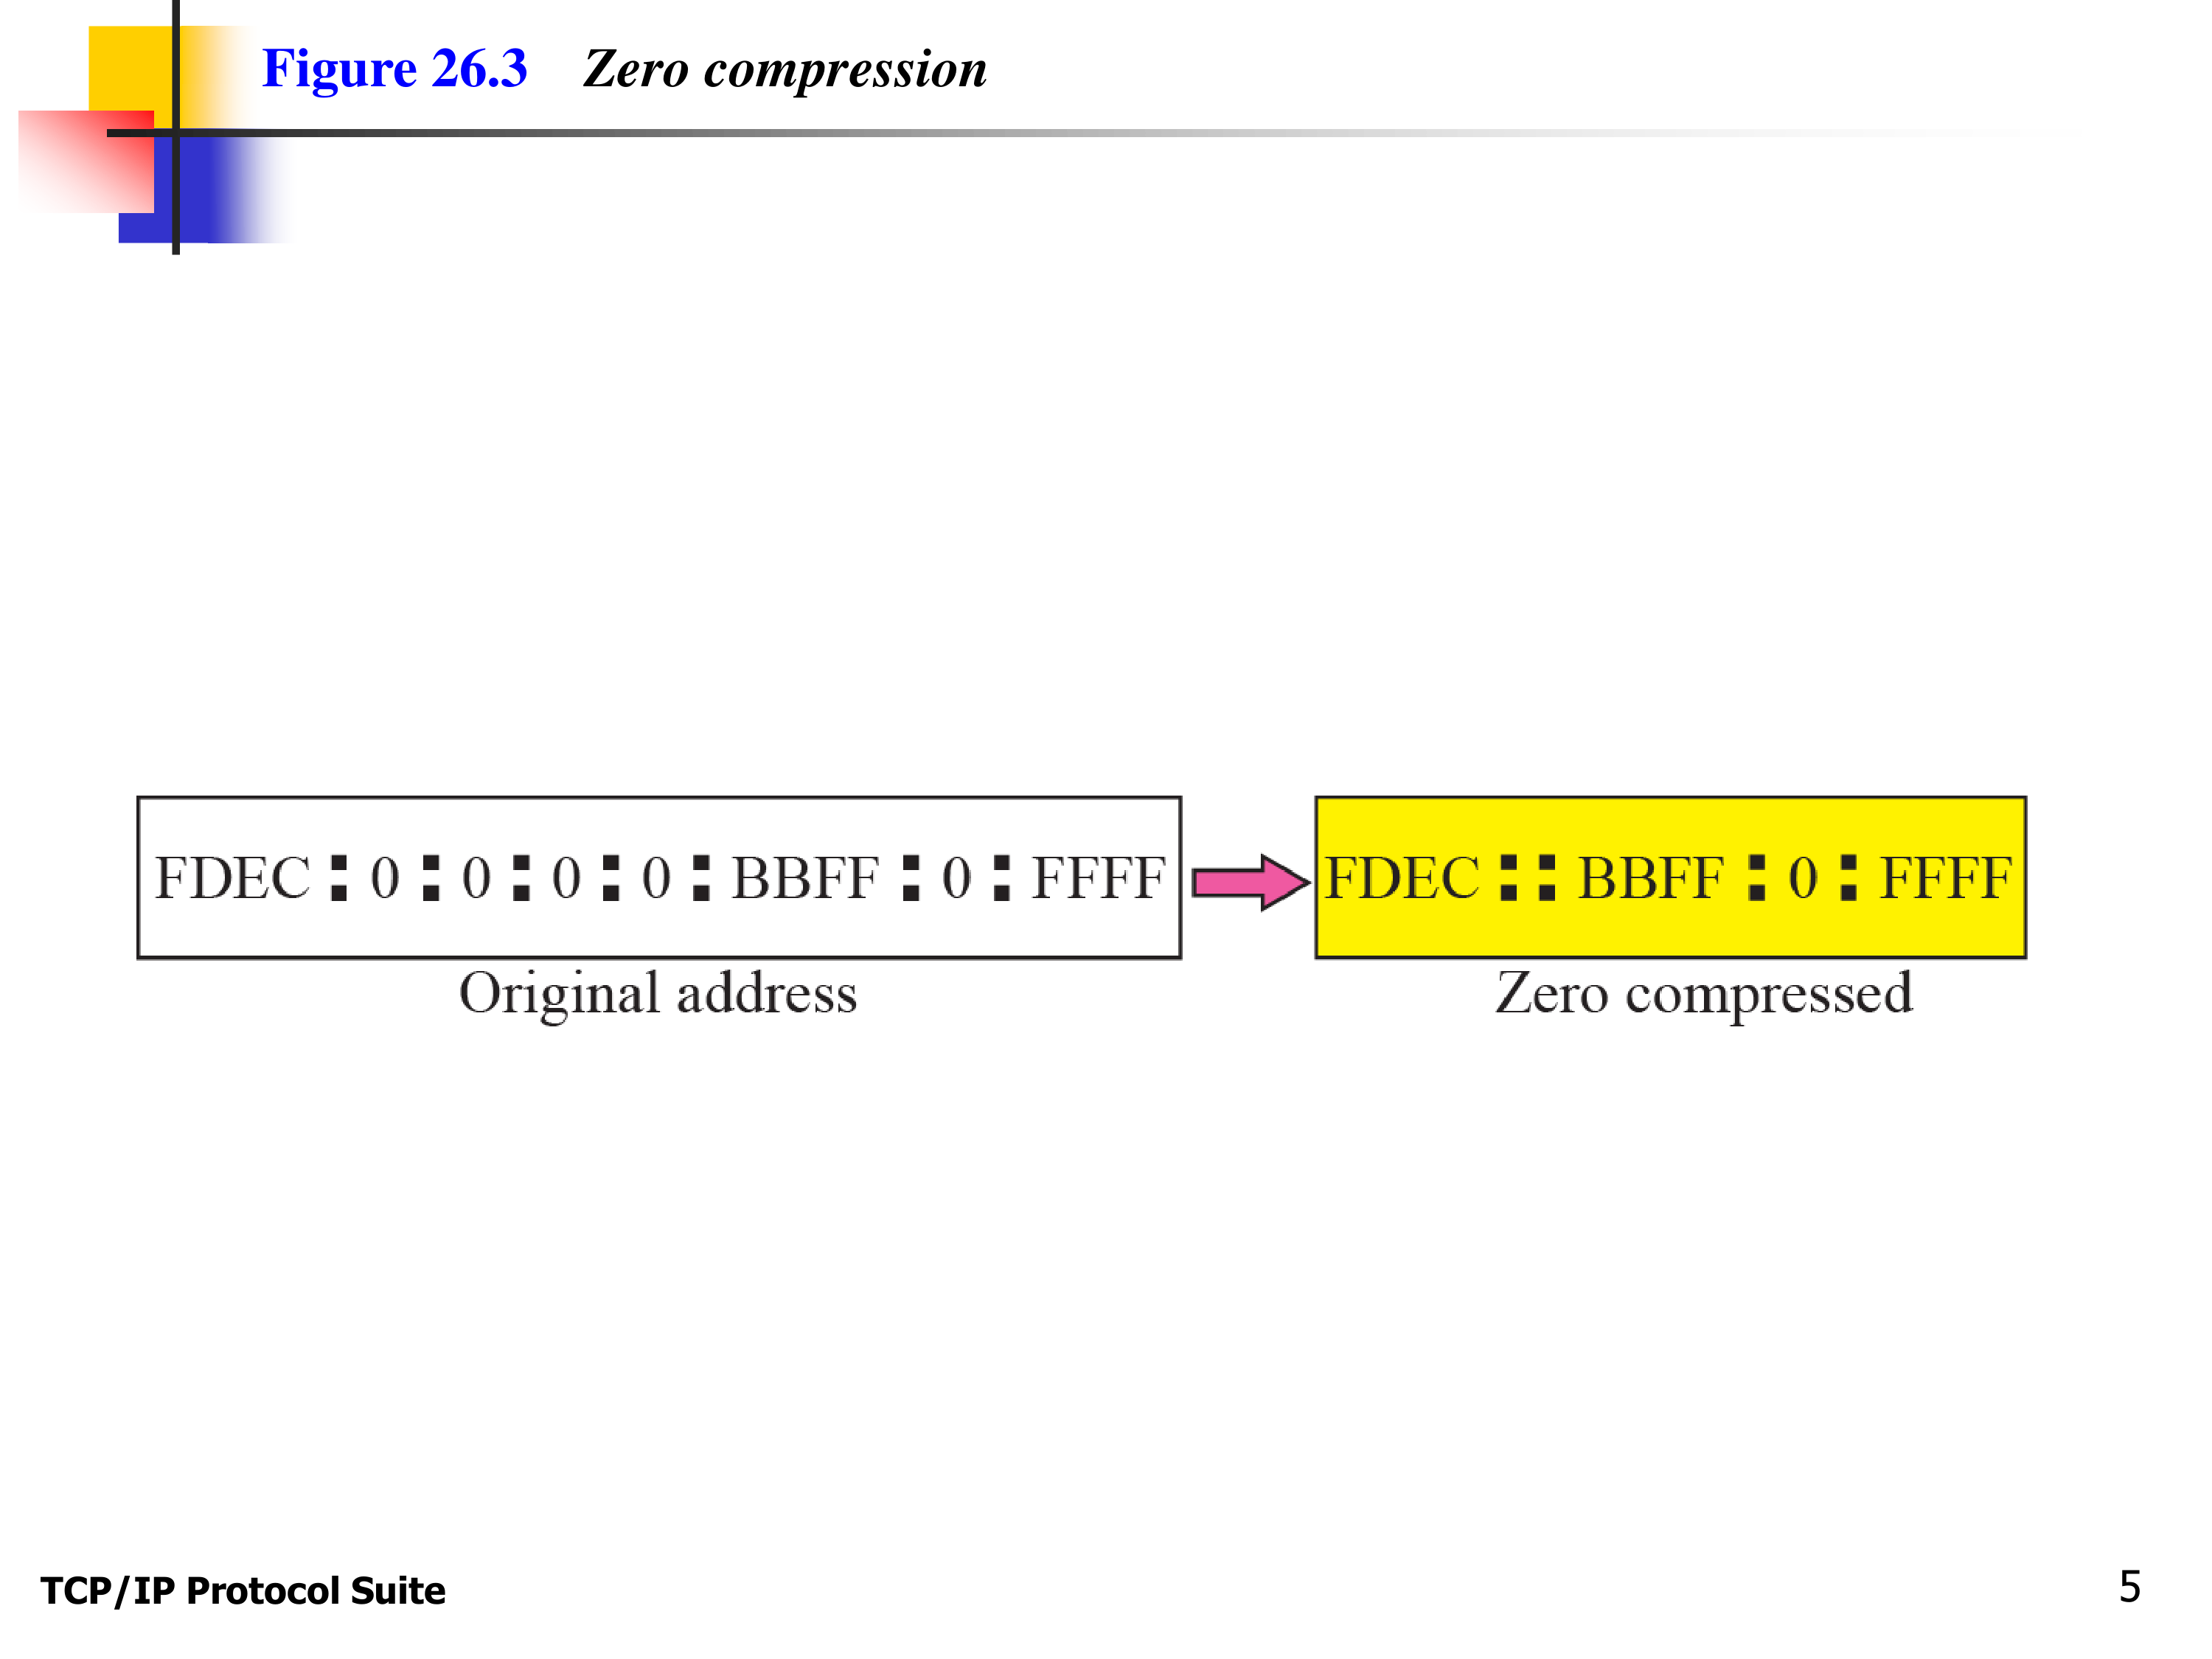 Figure 26.3 Zero compression
FDEC : 0 : 0 : 0 : 0 : BBFF : 0 : FFFF
FDEC : : BBFF : 0 : FFFF
Original address
Zero compressed
TCP/IP Protocol Suite
5